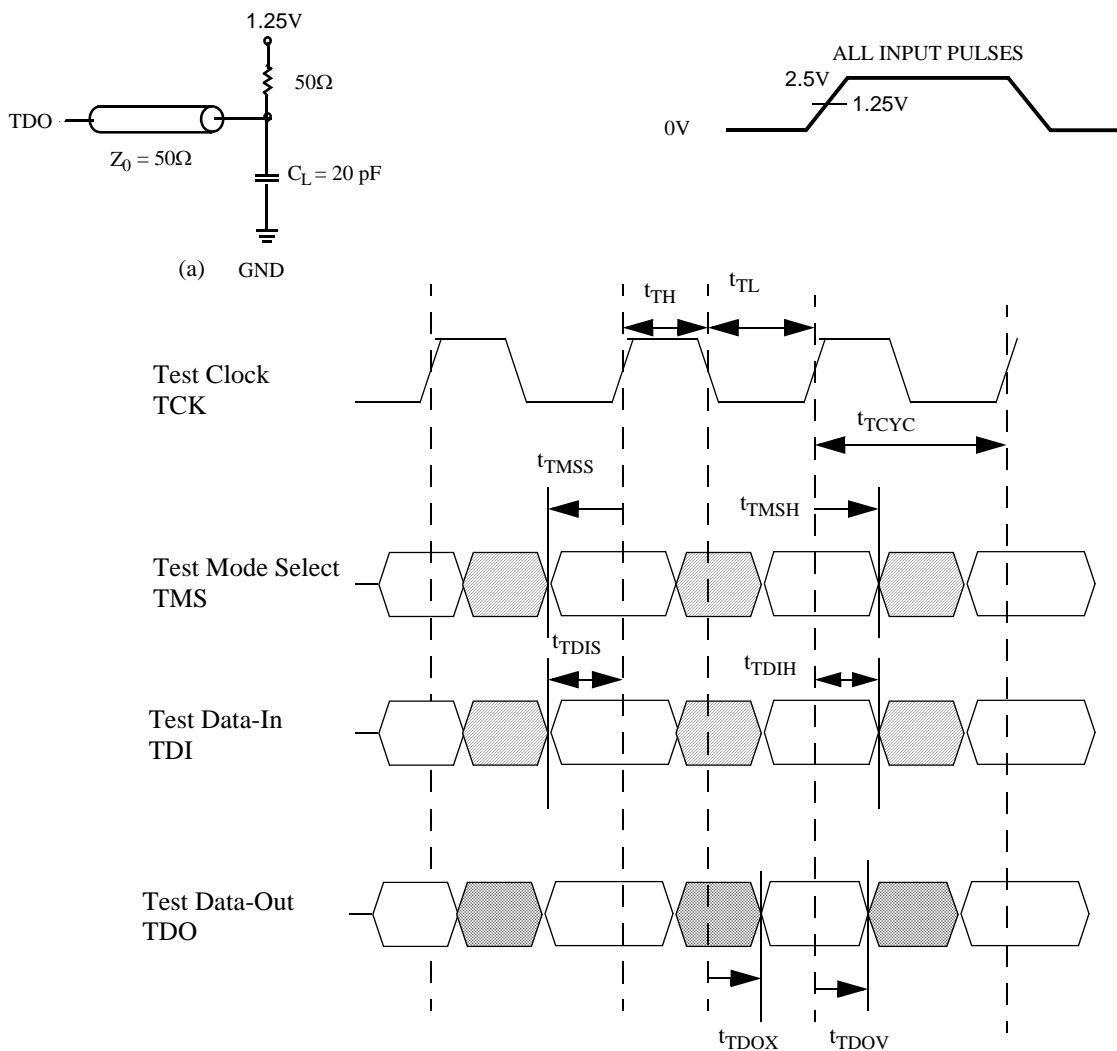 1.25V
ALL INPUT PULSES
50Ω
2.5V
1.25V
TDO
0V
Z0 = 50Ω
CL = 20 pF
(a) GND
tTH
tTL
Test Clock
TCK
tTCYC
tTMSS
tTMSH
Test Mode Select
TMS
tTDIS
tTDIH
Test Data-In
TDI
Test Data-Out
TDO
tTDOX
tTDOV